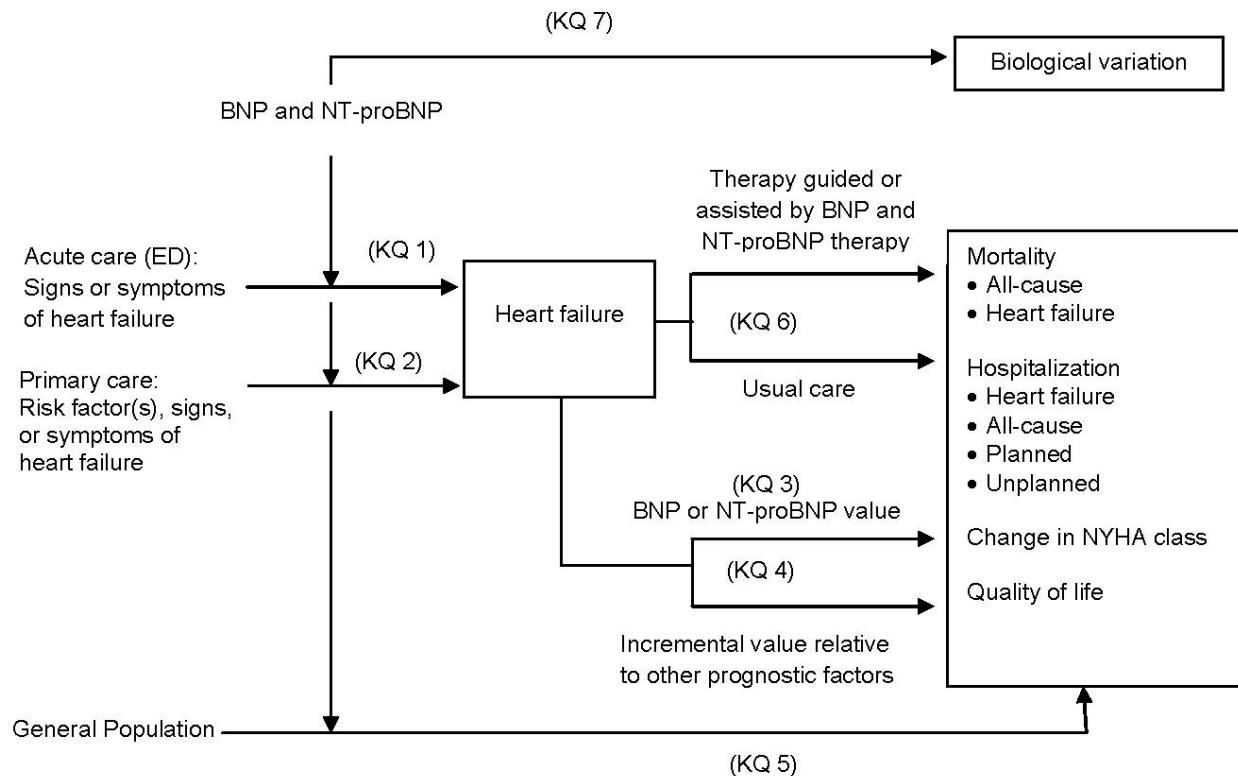 (KQ 7)
Biological variation
BNP and NT-proBNP
Therapy guided or
assisted by BNP and
NT-proBNP therapy
Acute care (ED):
Signs or symptoms
of heart failure
(KQ 1)
Heart failure
(KQ 6)
Usual care
Primary care:
Risk factor(s), signs,
or symptoms of
heart failure
(KQ 2)
Mortality
• All-cause
• Heart failure
Hospitalization
• Heart failure
• All-cause
• Planned
• Unplanned
Change in NYHA class
Quality of life
(KQ 3)
BNP or NT-proBNP value
(KQ 4)
Incremental value relative
to other prognostic factors
General Population
(KQ 5)